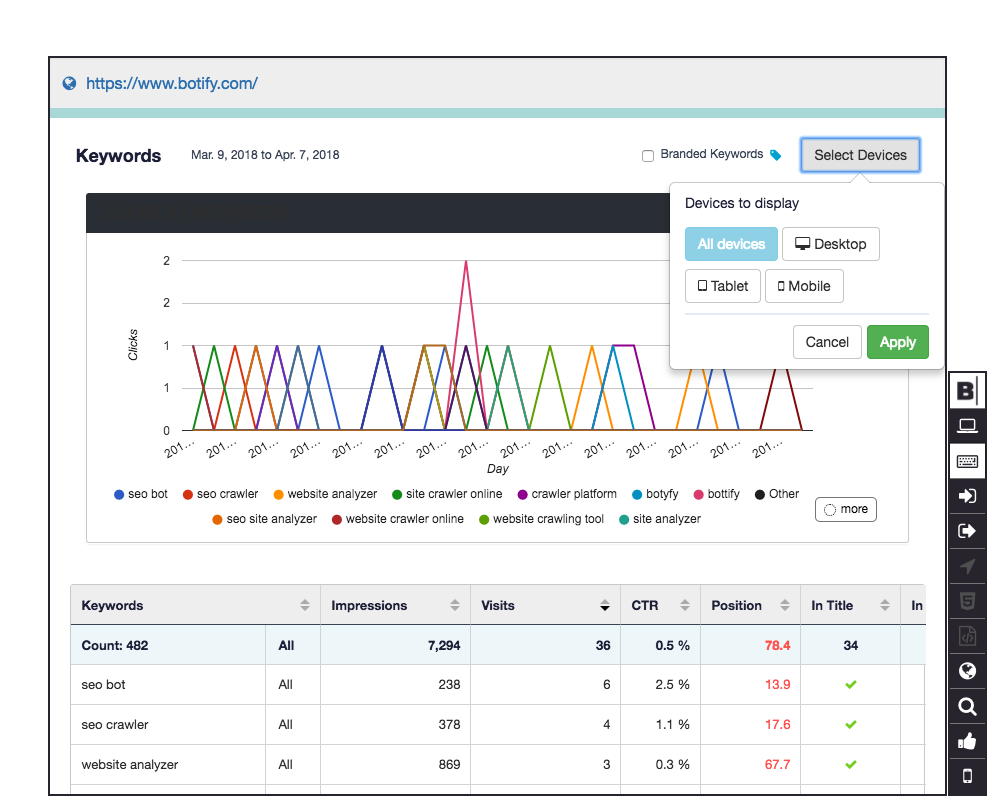 https://www.botify.com/
Keywords
Mar. 9, 2018 to Apr. 7, 2018
Branded Keywords
Select Devices
Devices to display
All devices
Desktop
Tablet
Mobile
Cancel
Apply
2
2
1
1
0
Clicks
201... 201... 201... 201... 201... 201... 201... 201... 201... 201... 201... 201... 201... 201... 201...
Day
seo bot seo crawler website analyzer site crawler online crawler platform botyfy bottify Other
seo site analyzer website crawler online website crawling tool site analyzer
more
Keywords Impressions Visits CTR Position In Title In
Count: 482 All 7,294 36 0.5 % 78.4 34
seo bot All 238 6 2.5 % 13.9
seo crawler All 378 4 1.1 % 17.6
website analyzer All 869 3 0.3 % 67.7
B